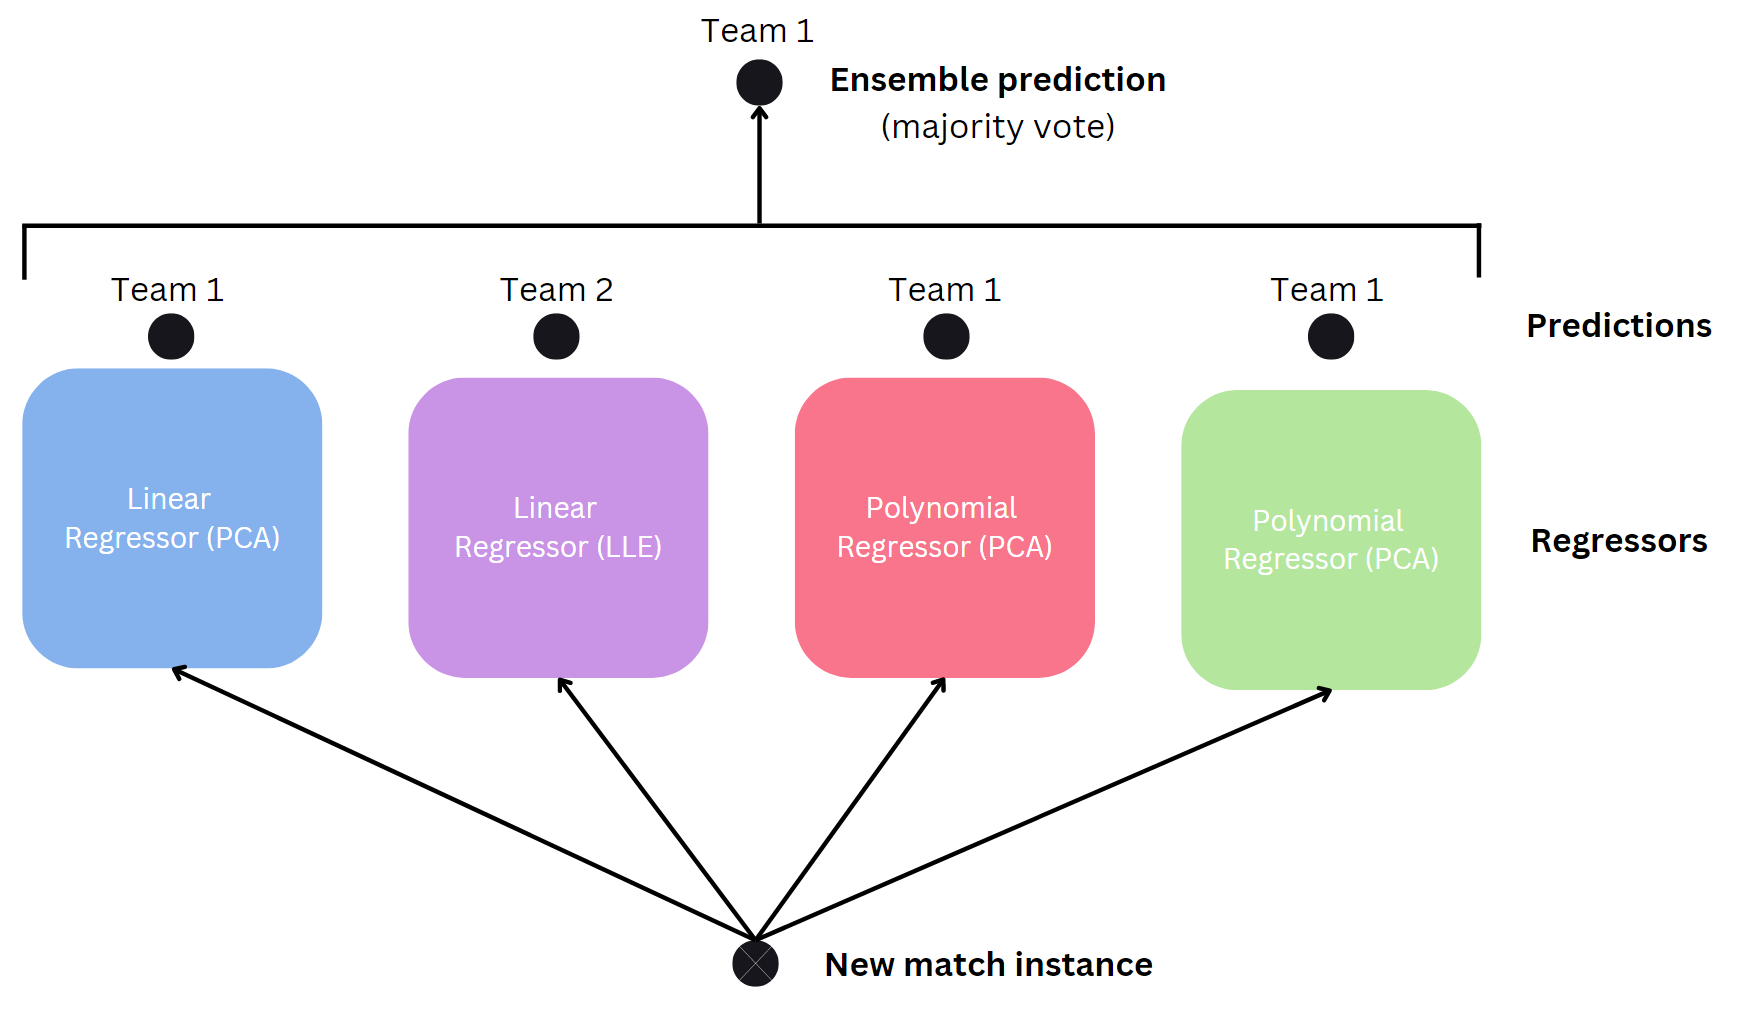 Team 1
Ensemble prediction
(majority vote)
Team 1
Team 2
Team 1
Team 1
Predictions
Linear
Regressor (PCA)
Linear
Regressor (LLE)
Polynomial
Regressor (PCA)
Polynomial
Regressor (PCA)
Regressors
New match instance